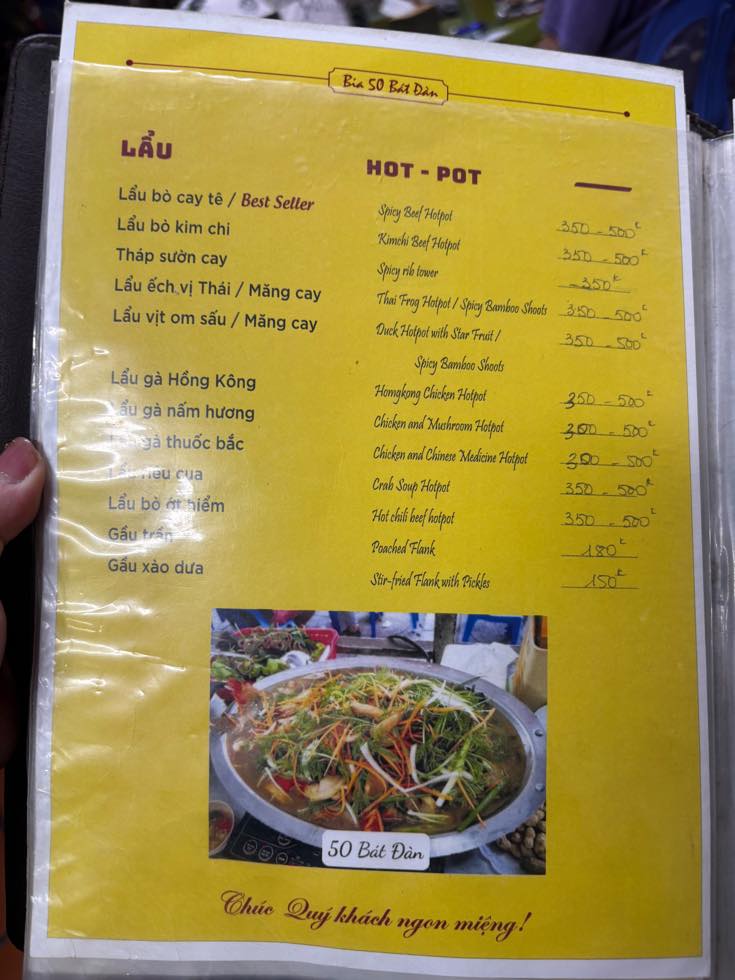 Bia 50 Bát Đàn
LẨU HOT - POT
Lẩu bò cay tê / Best Seller Spicy Beef Hotpot 350 - 500k
Lẩu bò kim chi Kimchi Beef Hotpot 350 - 500k
Tháp sườn cay Spicy rib tower 350k
Lẩu ếch vị Thái / Măng cay Thai Frog Hotpot / Spicy Bamboo Shoots 350 - 500k
Lẩu vịt om sấu / Măng cay Duck Hotpot with Star Fruit / 350 - 500k
Spicy Bamboo Shoots
Lẩu gà Hồng Kông Homgkong Chicken Hotpot 350 - 500k
Lẩu gà nấm hương Chicken and Mushroom Hotpot 300 - 500k
gà thuốc bắc Chicken and Chinese Medicine Hotpot 300 - 500k
Lẩu riêu cua Crab Soup Hotpot 350 - 500k
Lẩu bò ớt hiểm Hot chili beef hotpot 350 - 500k
Gầu trần Poached Flank 180k
Gầu xào dưa Stir-fried Flank with Pickles 150k
50 Bát Đàn
Chúc Quý khách ngon miệng!